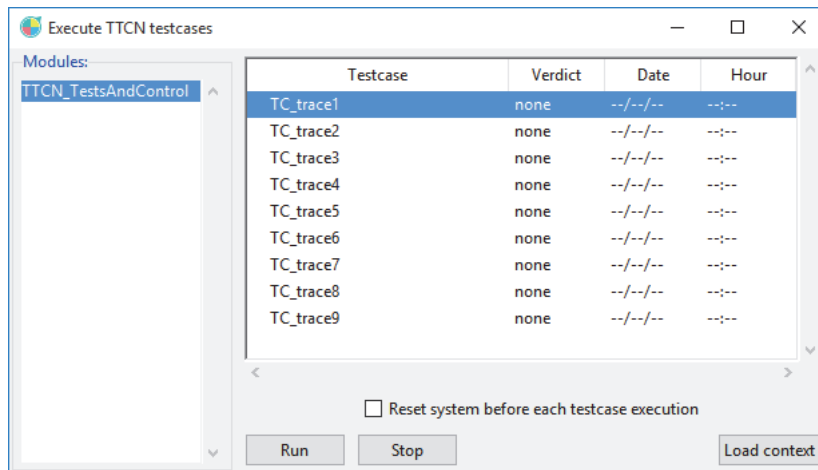 Execute TTCN testcases
Modules:
TTCN_TestsAndControl
Testcase Verdict Date Hour
TC_trace1 none --/--/-- --:--
TC_trace2 none --/--/-- --:--
TC_trace3 none --/--/-- --:--
TC_trace4 none --/--/-- --:--
TC_trace5 none --/--/-- --:--
TC_trace6 none --/--/-- --:--
TC_trace7 none --/--/-- --:--
TC_trace8 none --/--/-- --:--
TC_trace9 none --/--/-- --:--
Reset system before each testcase execution
Run Stop Load context